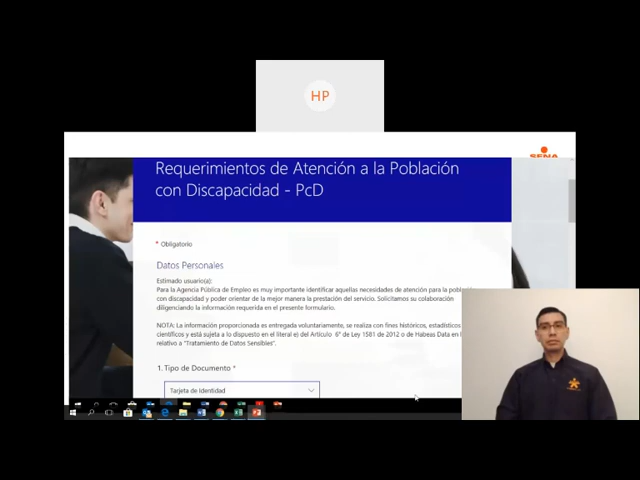 HP
SENA
Requerimientos de Atención a la Población
con Discapacidad - PcD
* Obligatorio
Datos Personales
Estimado usuario(a):
Para la Agencia Pública de Empleo es muy importante identificar aquellas necesidades de atención para la
con discapacidad y poder orientar de la mejor manera la prestación del servicio. Solicitamos su colaboración
diligenciando la información requerida en el presente formulario.
NOTA: La información proporcionada es entregada voluntariamente, se realiza con fines históricos, estadísticos
científicos y está sujeta a lo dispuesto en el literal e) del Artículo 6º de Ley 1581 de 2012 o de Habeas Data en
relativo a "Tratamiento de Datos Sensibles".
1. Tipo de Documento *
Tarjeta de Identidad